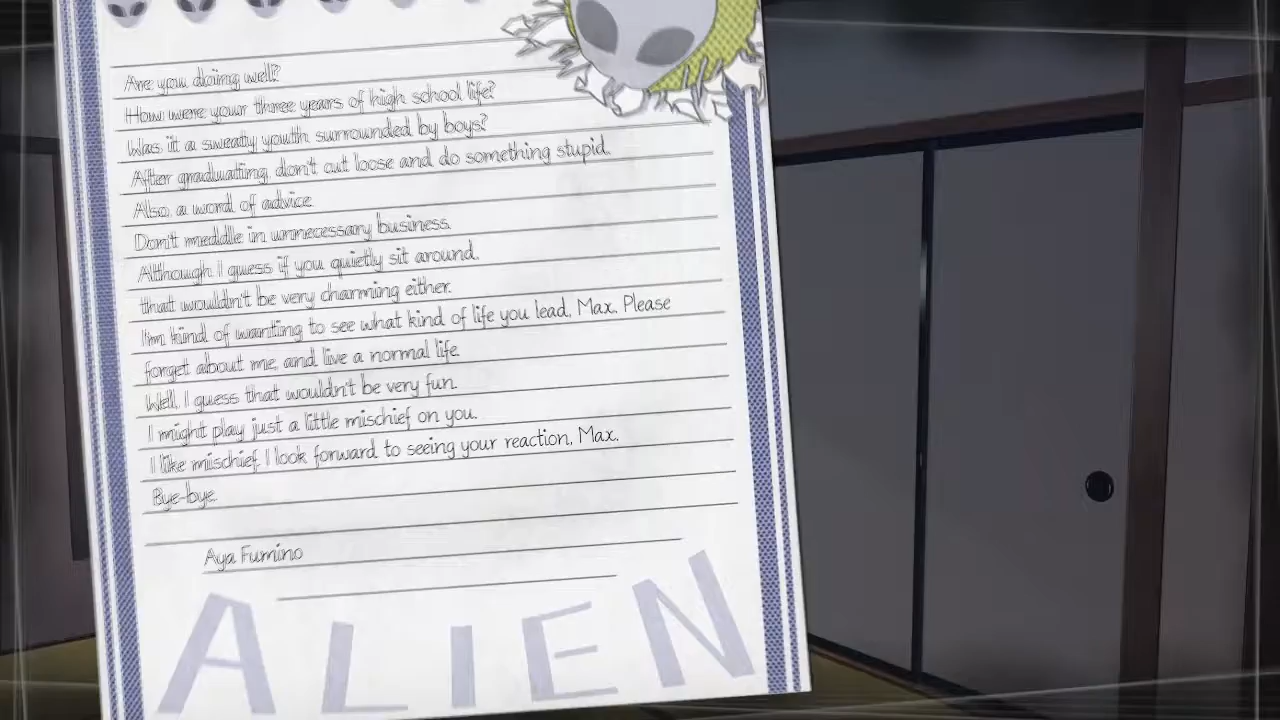 Are you doing well?
How were your three years of high school life?
Was it a sweaty youth surrounded by boys?
After graduating, don't cut loose and do something stupid.
Also, a word of advice.
Don't meddle in unnecessary business.
Although I guess if you quietly sit around,
that wouldn't be very charming either.
I'm kind of wanting to see what kind of life you lead, Max. Please
forget about me, and live a normal life.
Well, I guess that wouldn't be very fun.
I might play just a little mischief on you.
I like mischief. I look forward to seeing your reaction, Max.
Bye-bye.
Aya Fumino
ALIEN